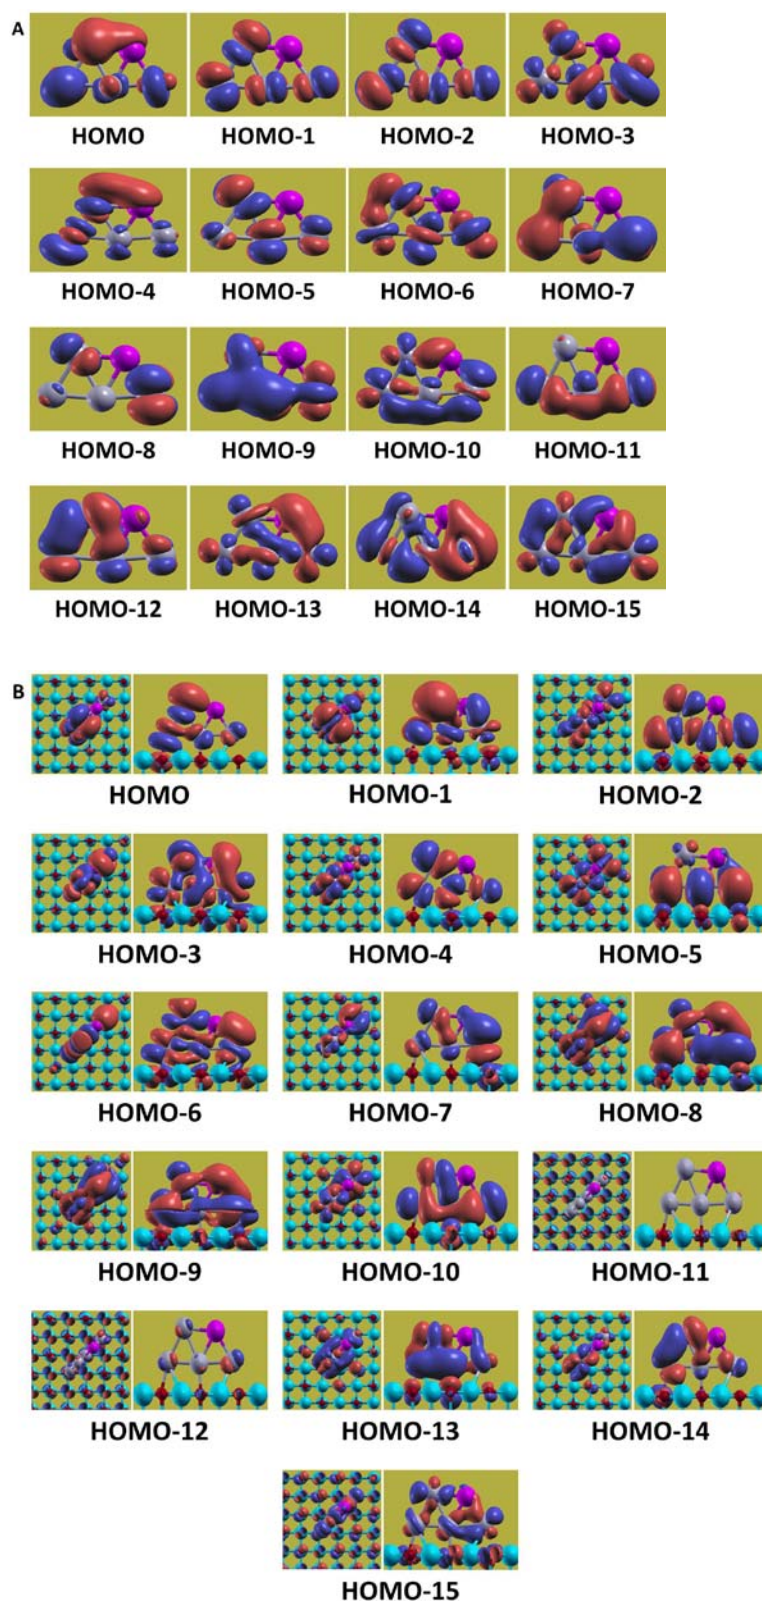 A
HOMO HOMO-1 HOMO-2 HOMO-3
HOMO-4 HOMO-5 HOMO-6 HOMO-7
HOMO-8 HOMO-9 HOMO-10 HOMO-11
HOMO-12 HOMO-13 HOMO-14 HOMO-15
B
HOMO HOMO-1 HOMO-2
HOMO-3 HOMO-4 HOMO-5
HOMO-6 HOMO-7 HOMO-8
HOMO-9 HOMO-10 HOMO-11
HOMO-12 HOMO-13 HOMO-14
HOMO-15